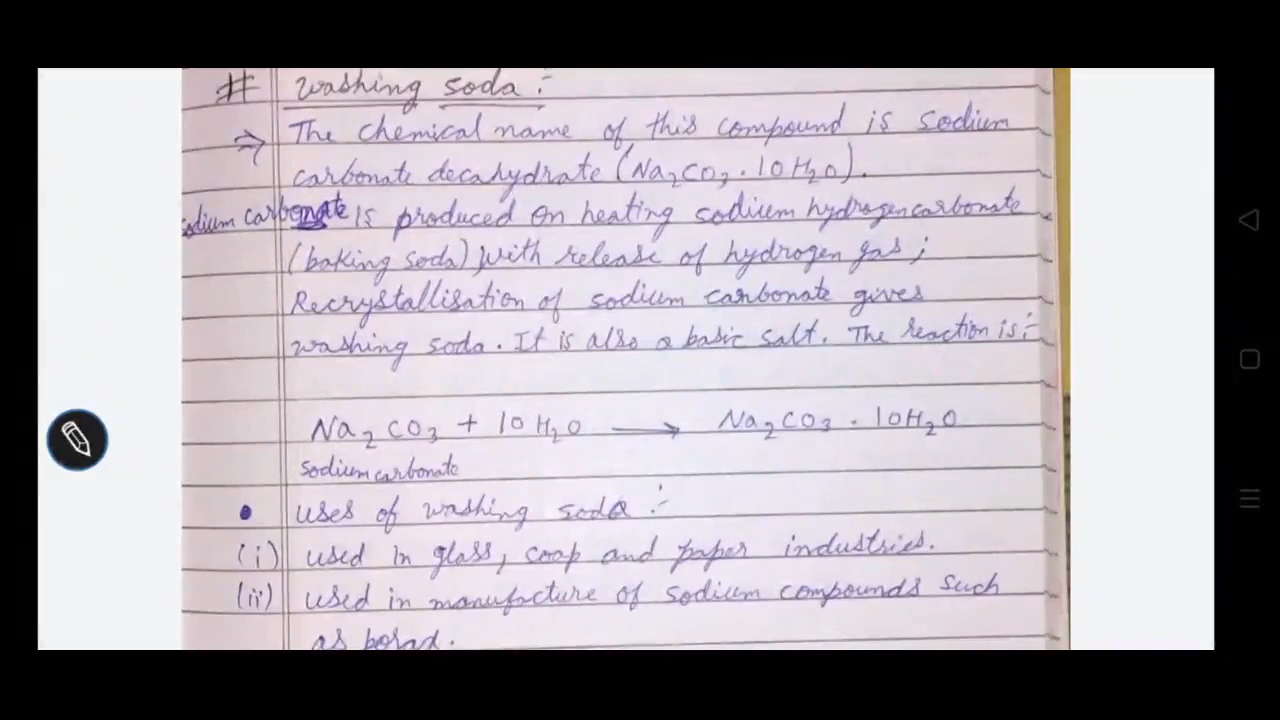 # washing soda :-
⇒ The chemical name of this compound is sodium
carbonate decahydrate (Na₂CO₃ . 10H₂O).
sodium carbonate is produced on heating sodium hydrogencarbonate
(baking soda) with release of hydrogen gas ;
Recrystallisation of sodium carbonate gives
washing soda. It is also a basic salt. The reaction is :-
Na₂CO₃ + 10H₂O ⟶ Na₂CO₃ . 10H₂O
sodium carbonate
• uses of washing soda :-
(i) used in glass, soap and paper industries.
(ii) used in manufacture of sodium compounds such
as borax.